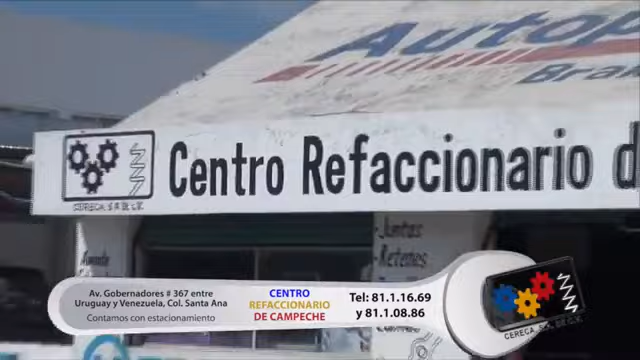 Centro Refaccionario d
CERECA, S.A. DE C.V.
Juntas
Retenes
Av. Gobernadores # 367 entre
Uruguay y Venezuela, Col. Santa Ana
Contamos con estacionamiento
CENTRO
REFACCIONARIO
DE CAMPECHE
Tel: 81.1.16.69
y 81.1.08.86
CERECA, S.A. DE C.V.